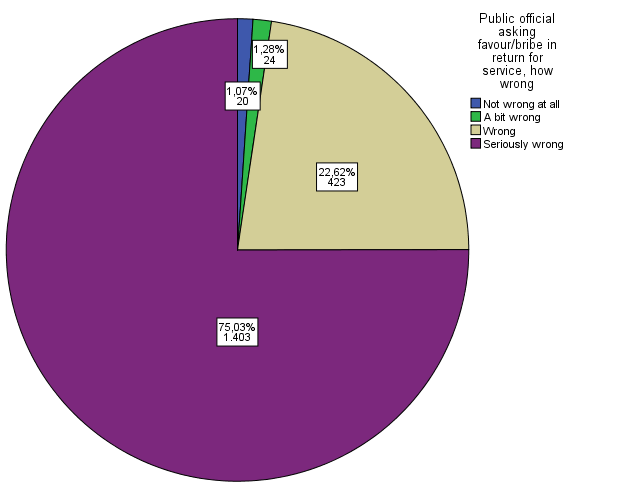 Public official
asking
favour/bribe in
return for
service, how
wrong
Not wrong at all
A bit wrong
Wrong
Seriously wrong
1,28%
24
1,07%
20
22,62%
423
75,03%
1.403